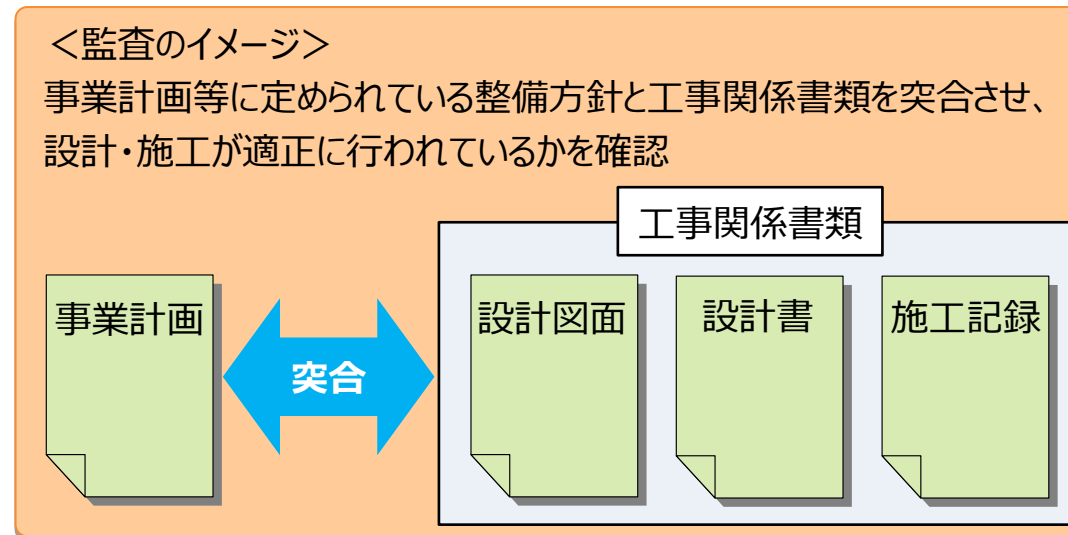 ＜監査のイメージ＞
事業計画等に定められている整備方針と工事関係書類を突合させ、
設計・施工が適正に行われているかを確認
工事関係書類
事業計画
突合
設計図面
設計書
施工記録